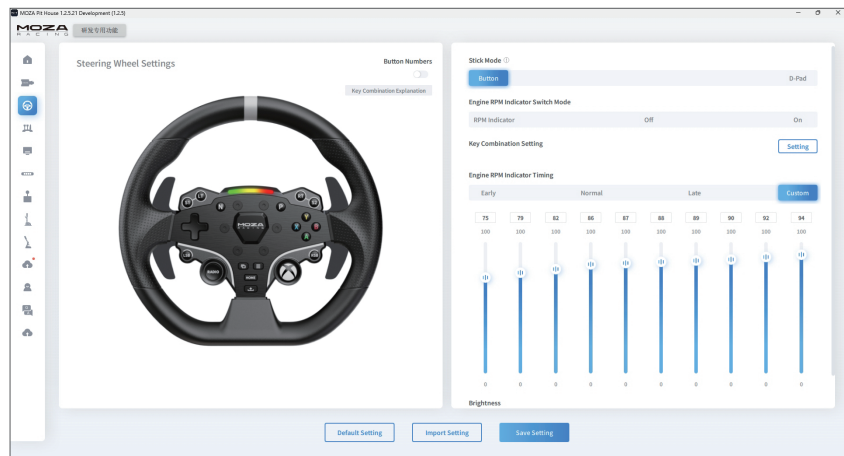 MOZA Pit House 1.2.5.21 Development (1.2.5)
MOZA
RACING
研发专用功能
Steering Wheel Settings
Button Numbers
Key Combination Explanation
N
P
MOZA
Y
X
B
A
RADIO
HOME
Stick Mode
Button
D-Pad
Engine RPM Indicator Switch Mode
RPM Indicator Off On
Key Combination Setting
Setting
Engine RPM Indicator Timing
Early Normal Late Custom
75 79 82 86 87 88 89 90 92 94
100 100 100 100 100 100 100 100 100 100
0 0 0 0 0 0 0 0 0 0
Brightness
Default Setting Import Setting Save Setting